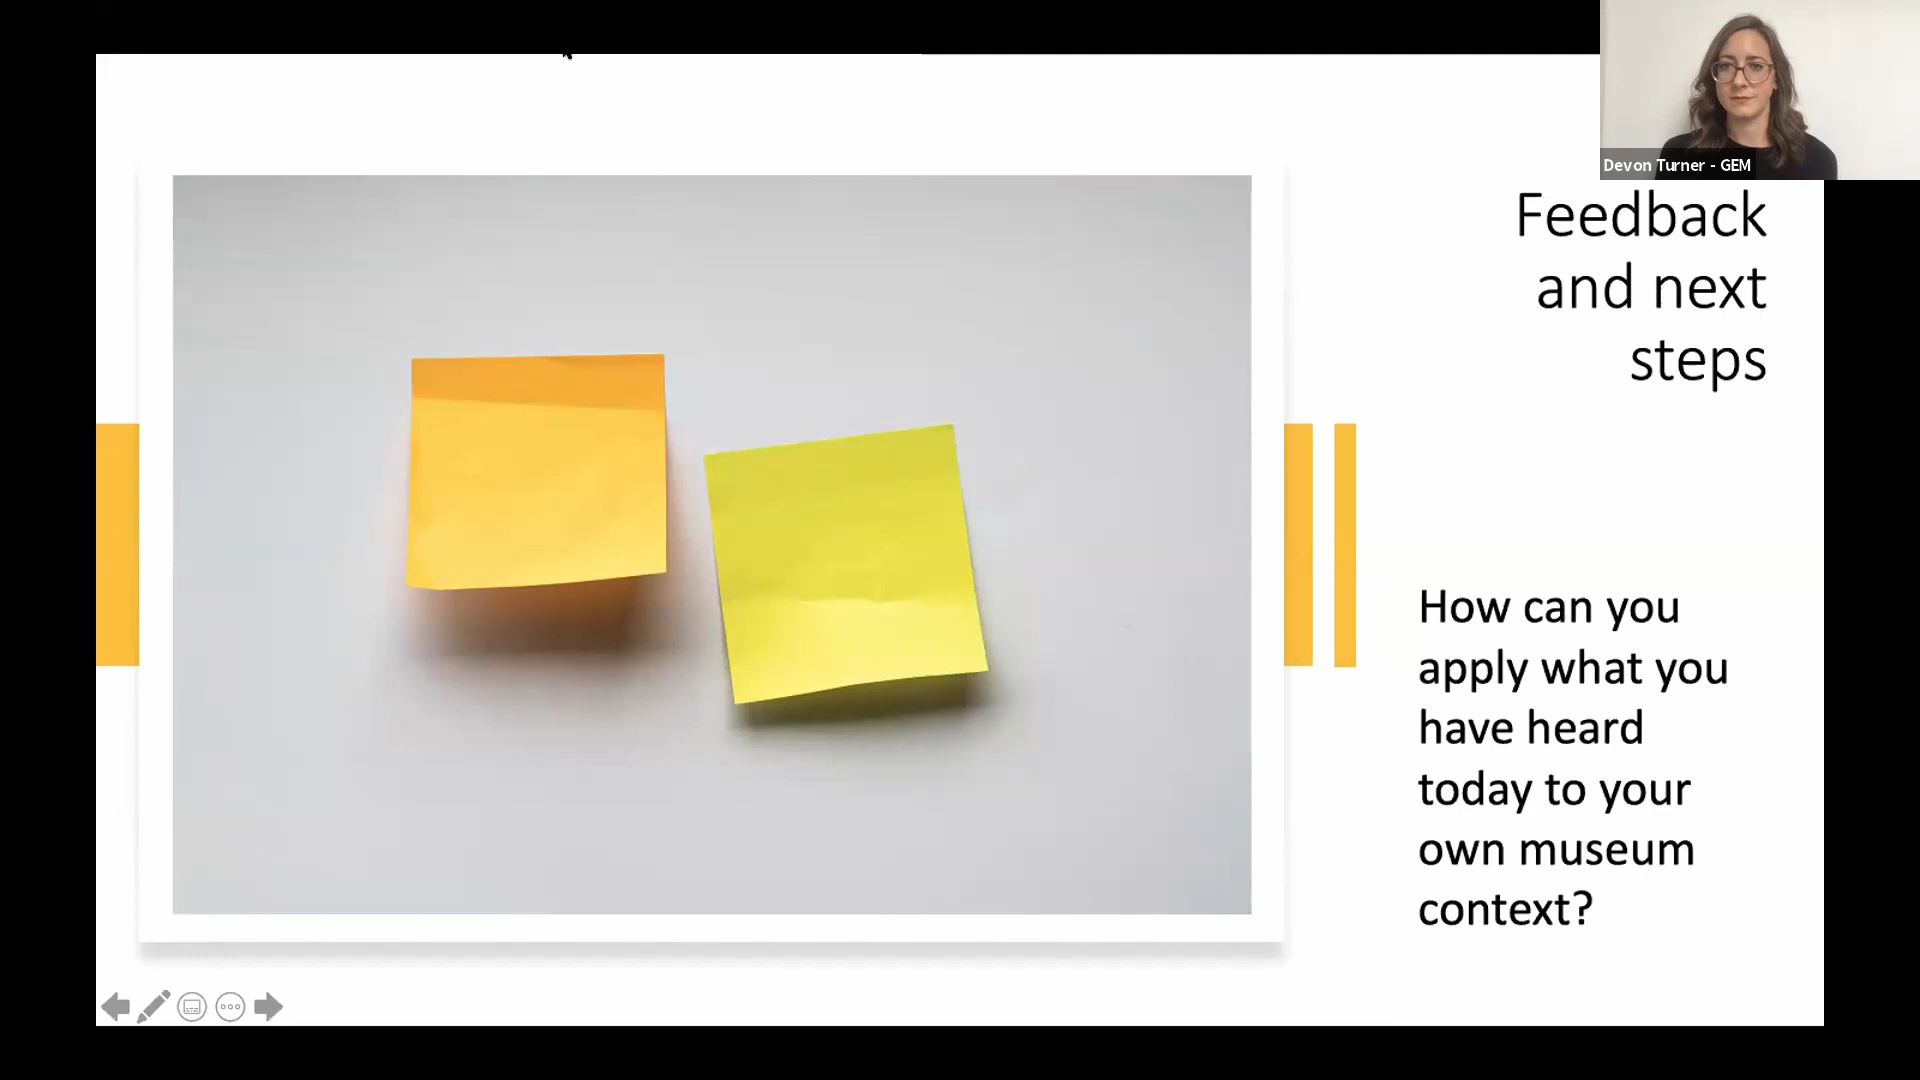 Devon Turner - GEM
Feedback
and next
steps
How can you
apply what you
have heard
today to your
own museum
context?